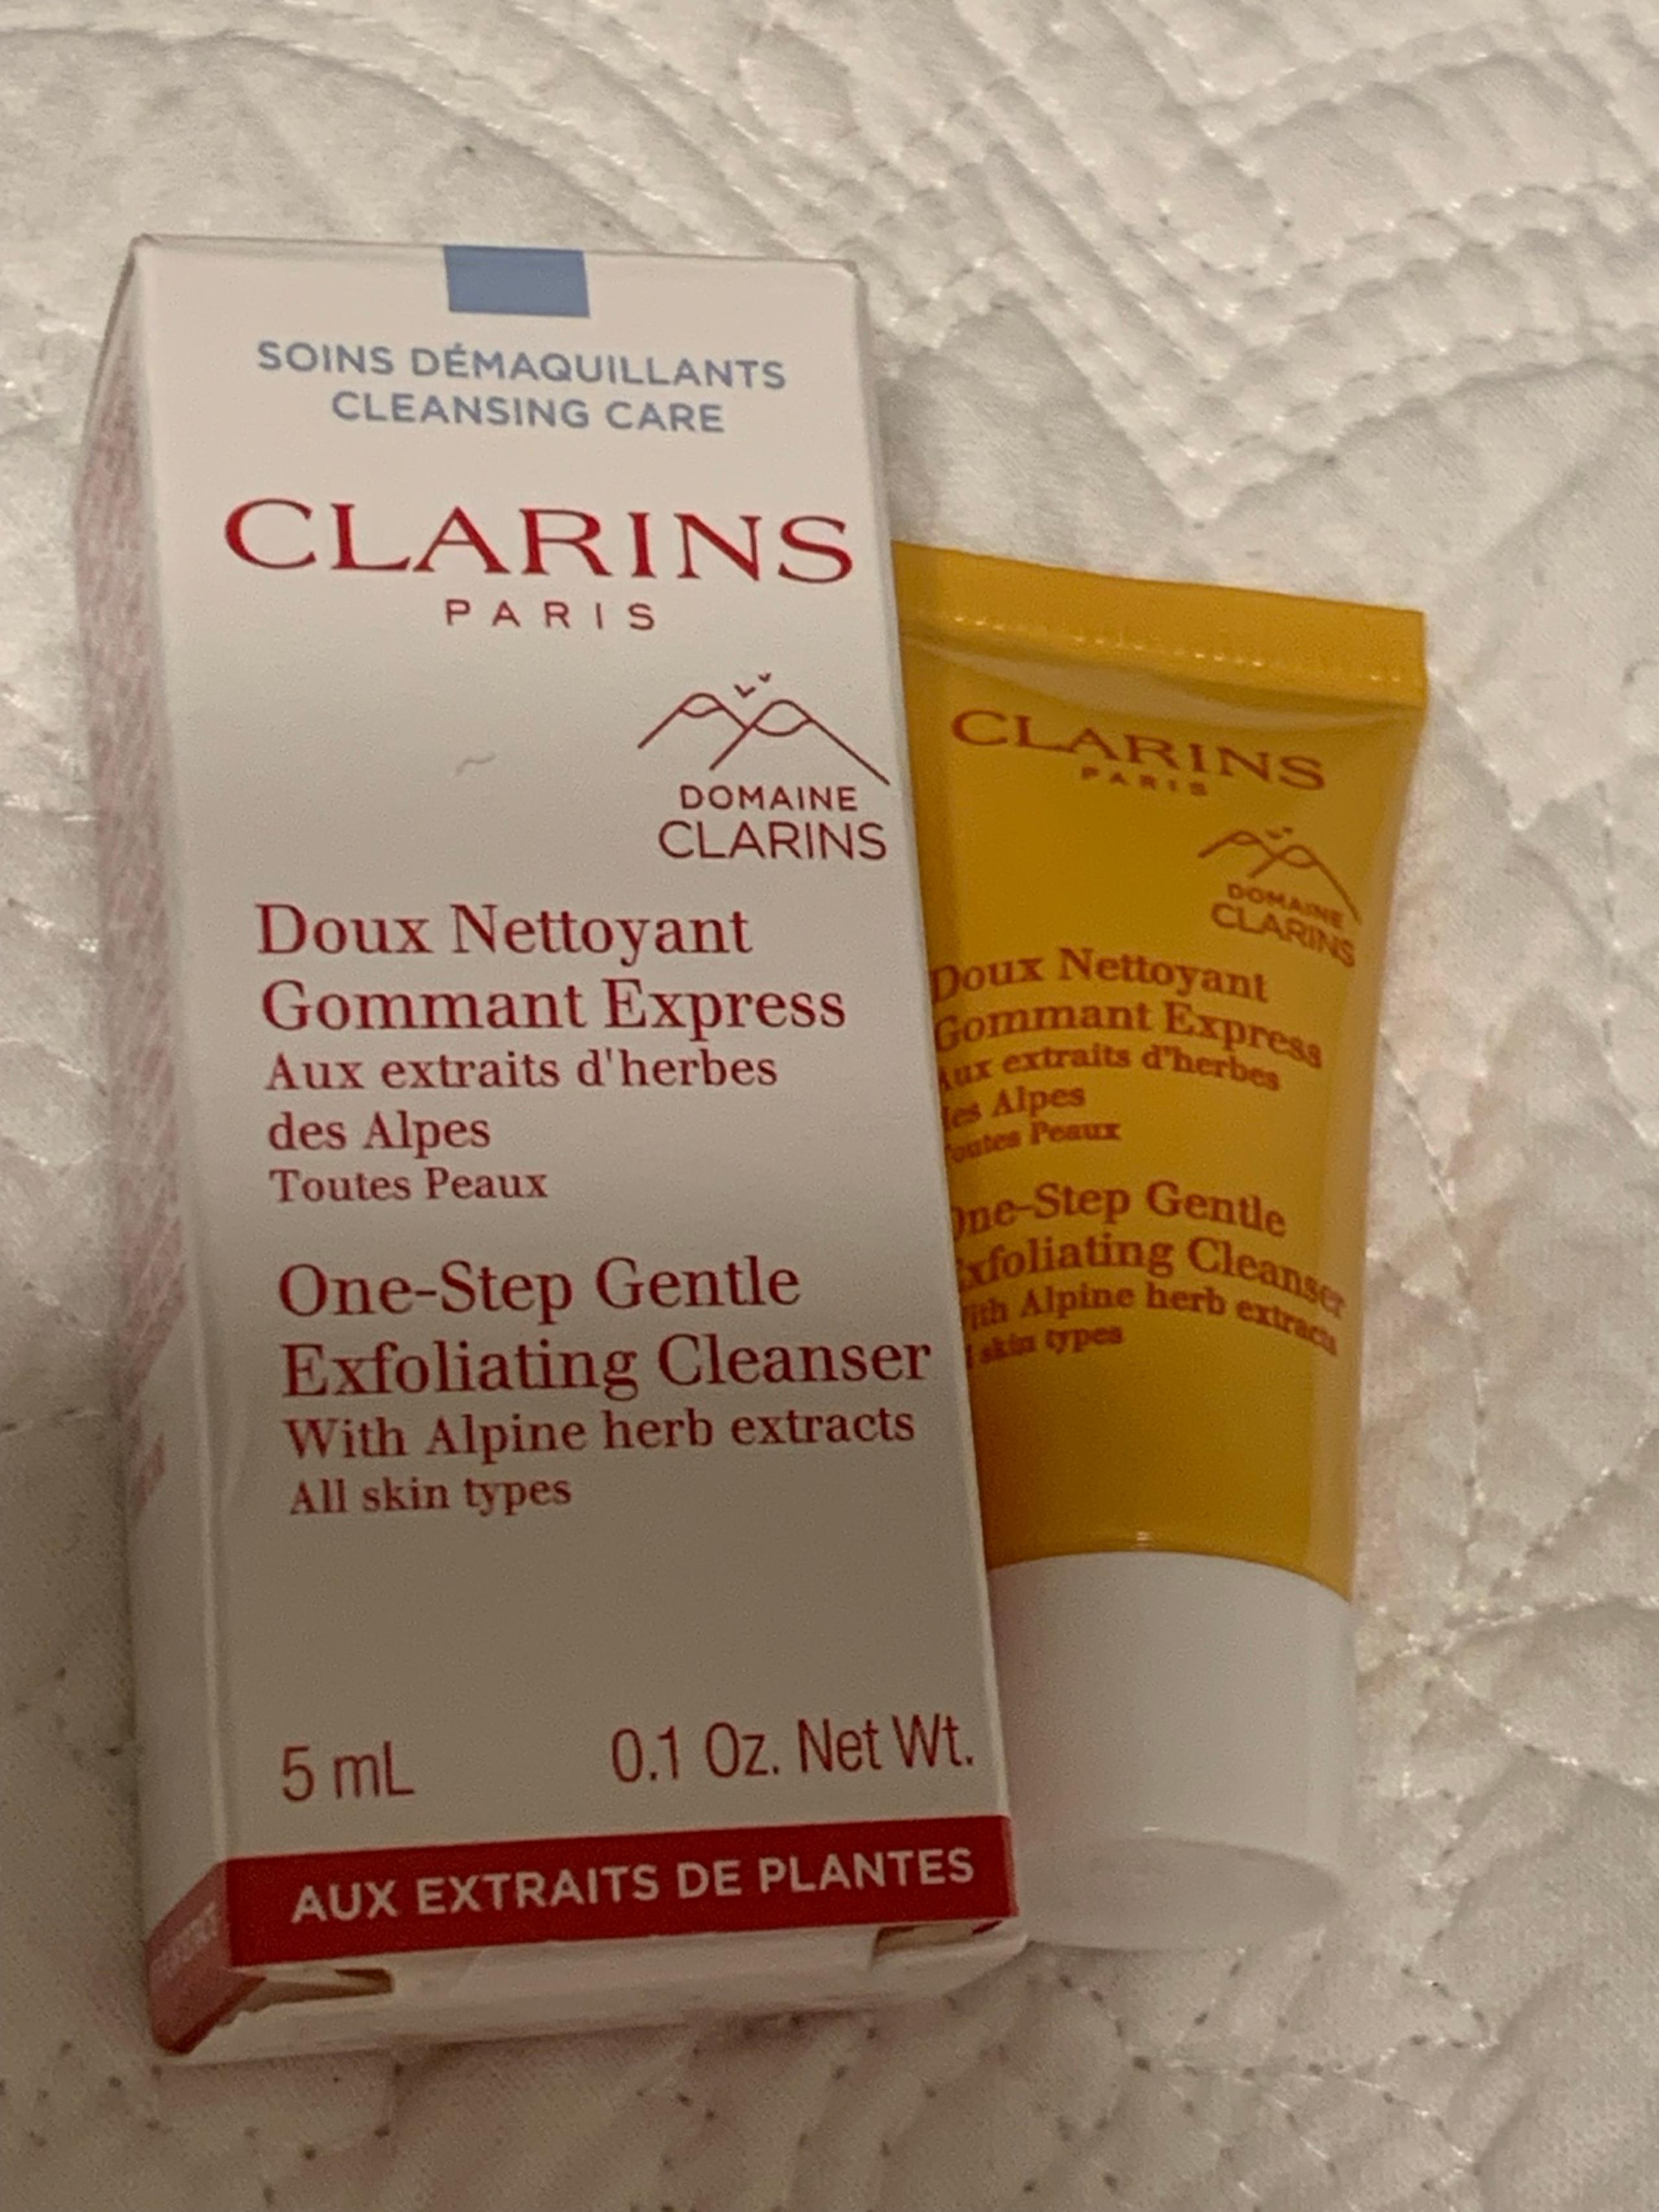 SOINS DÉMAQUILLANTS
CLEANSING CARE
CLARINS
PARIS
DOMAINE
CLARINS
Doux Nettoyant
Gommant Express
Aux extraits d'herbes
des Alpes
Toutes Peaux
One-Step Gentle
Exfoliating Cleanser
With Alpine herb extracts
All skin types
5 mL 0.1 Oz. Net Wt.
AUX EXTRAITS DE PLANTES
CLARINS
PARIS
DOMAINE
CLARINS
Doux Nettoyant
Gommant Express
Aux extraits d'herbes
des Alpes
Toutes Peaux
One-Step Gentle
Exfoliating Cleanser
With Alpine herb extracts
skin types